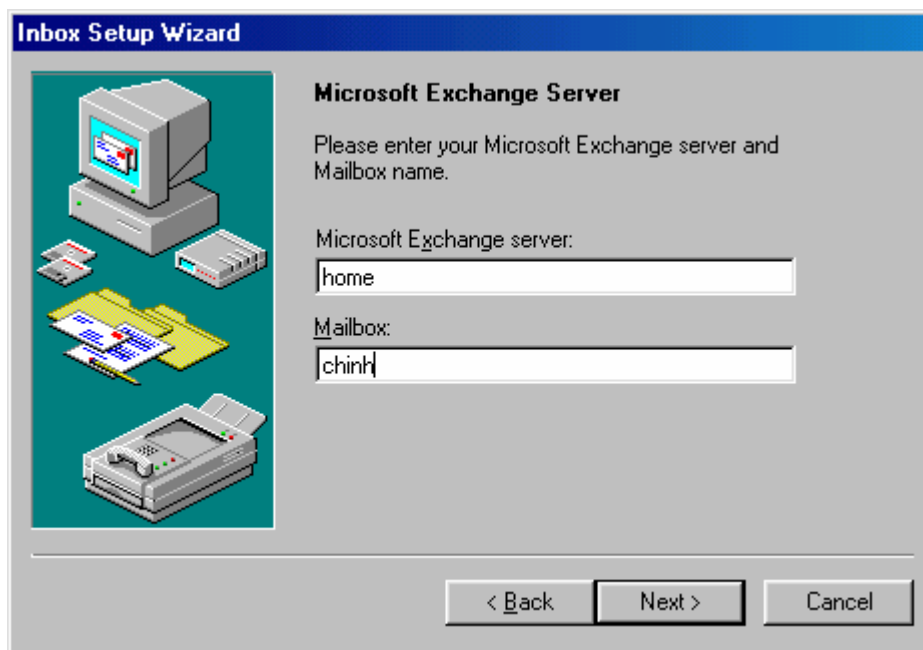 Inbox Setup Wizard
Microsoft Exchange Server
Please enter your Microsoft Exchange server and
Mailbox name.
Microsoft Exchange server:
home
Mailbox:
chinh
< Back
Next >
Cancel